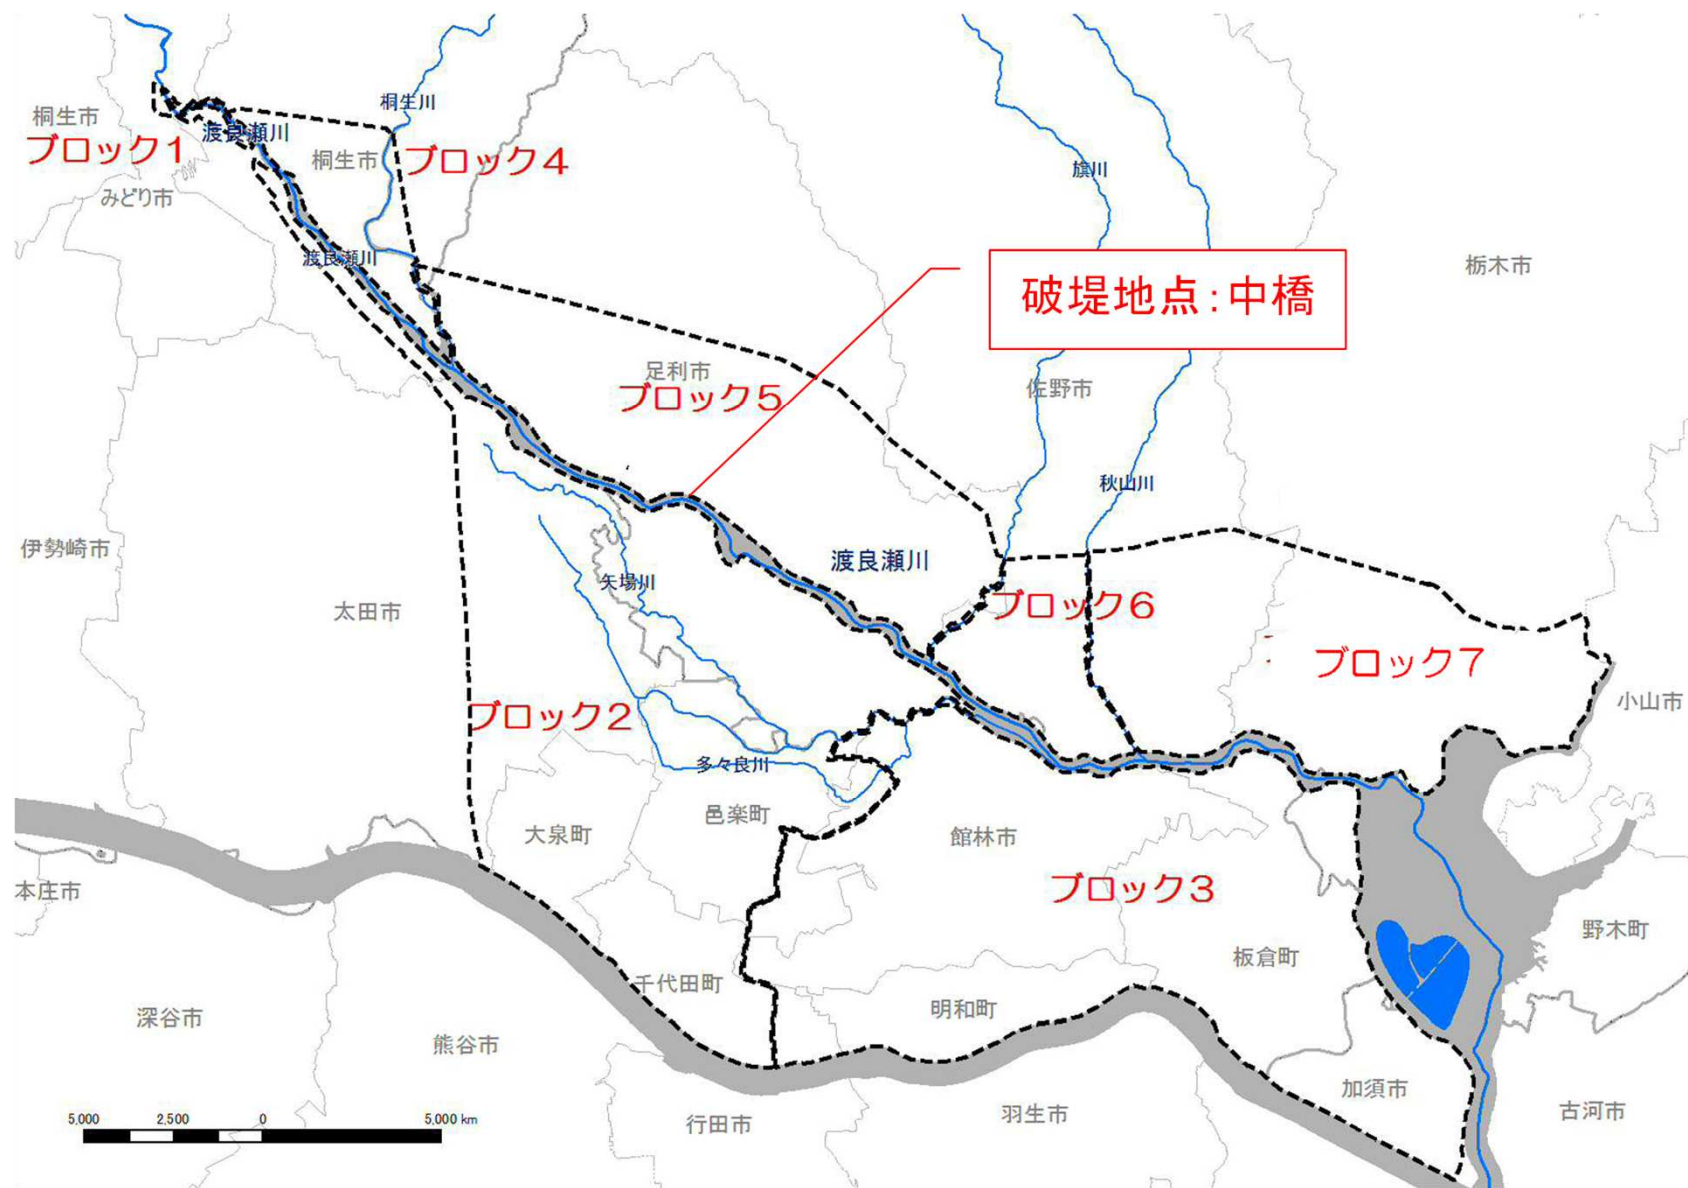 桐生川
桐生市
渡良瀬川
ブロック1
桐生市
ブロック4
旗川
みどり市
渡良瀬川
栃木市
破堤地点:中橋
足利市
ブロック5
佐野市
秋山川
伊勢崎市
渡良瀬川
矢場川
太田市
ブロック6
ブロック7
小山市
ブロック2
多々良川
邑楽町
大泉町
館林市
本庄市
ブロック3
野木町
板倉町
千代田町
明和町
深谷市
熊谷市
加須市
古河市
行田市
羽生市
5,000 2,500 0 5,000 km